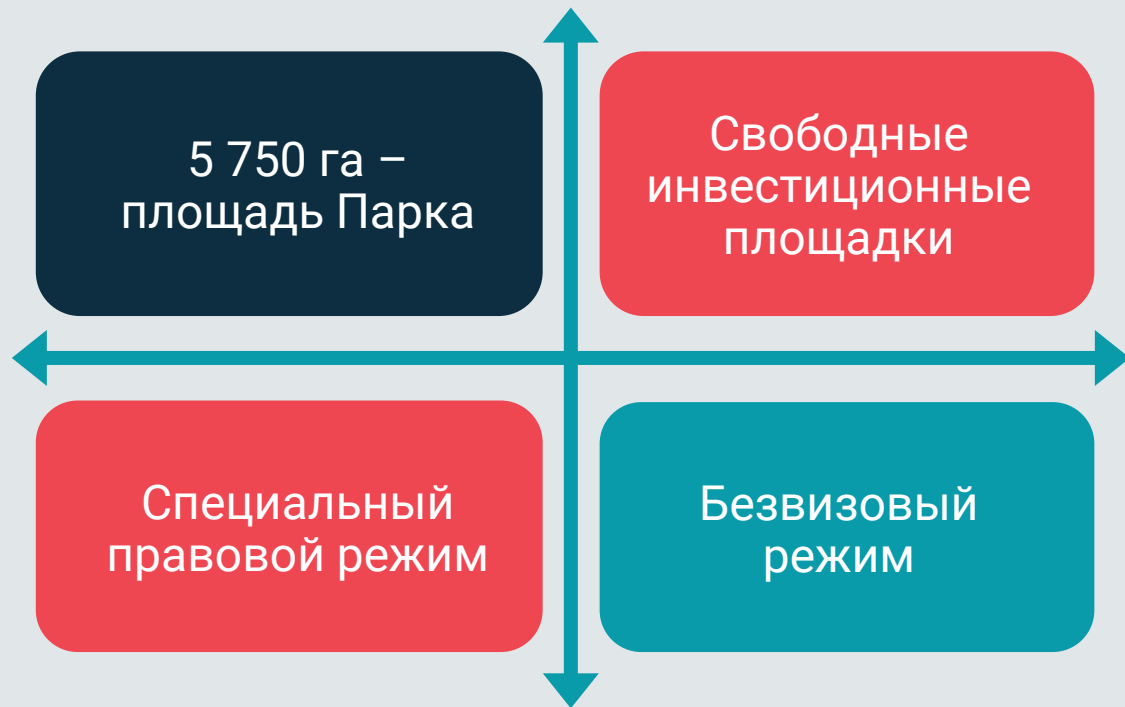 5 750 га –
площадь Парка
Свободные
инвестиционные
площадки
Специальный
правовой режим
Безвизовый
режим